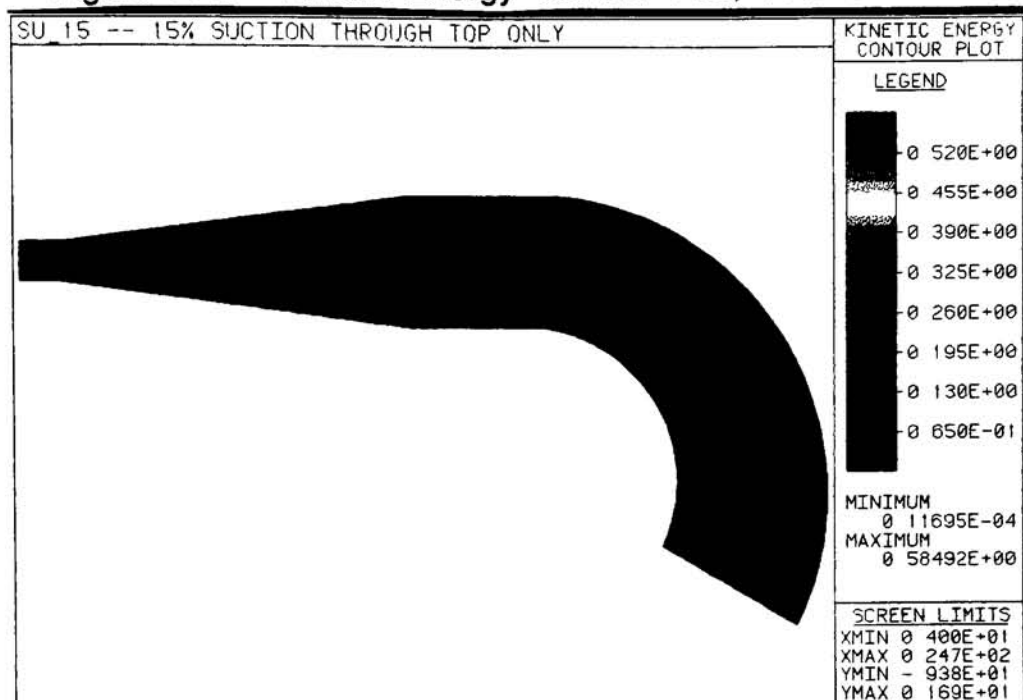 SU_15 -- 15% SUCTION THROUGH TOP ONLY
KINETIC ENERGY
CONTOUR PLOT
LEGEND
0 520E+00
0 455E+00
0 390E+00
0 325E+00
0 260E+00
0 195E+00
0 130E+00
0 650E-01
MINIMUM
0 11695E-04
MAXIMUM
0 58492E+00
SCREEN LIMITS
XMIN 0 400E+01
XMAX 0 247E+02
YMIN - 938E+01
YMAX 0 169E+01